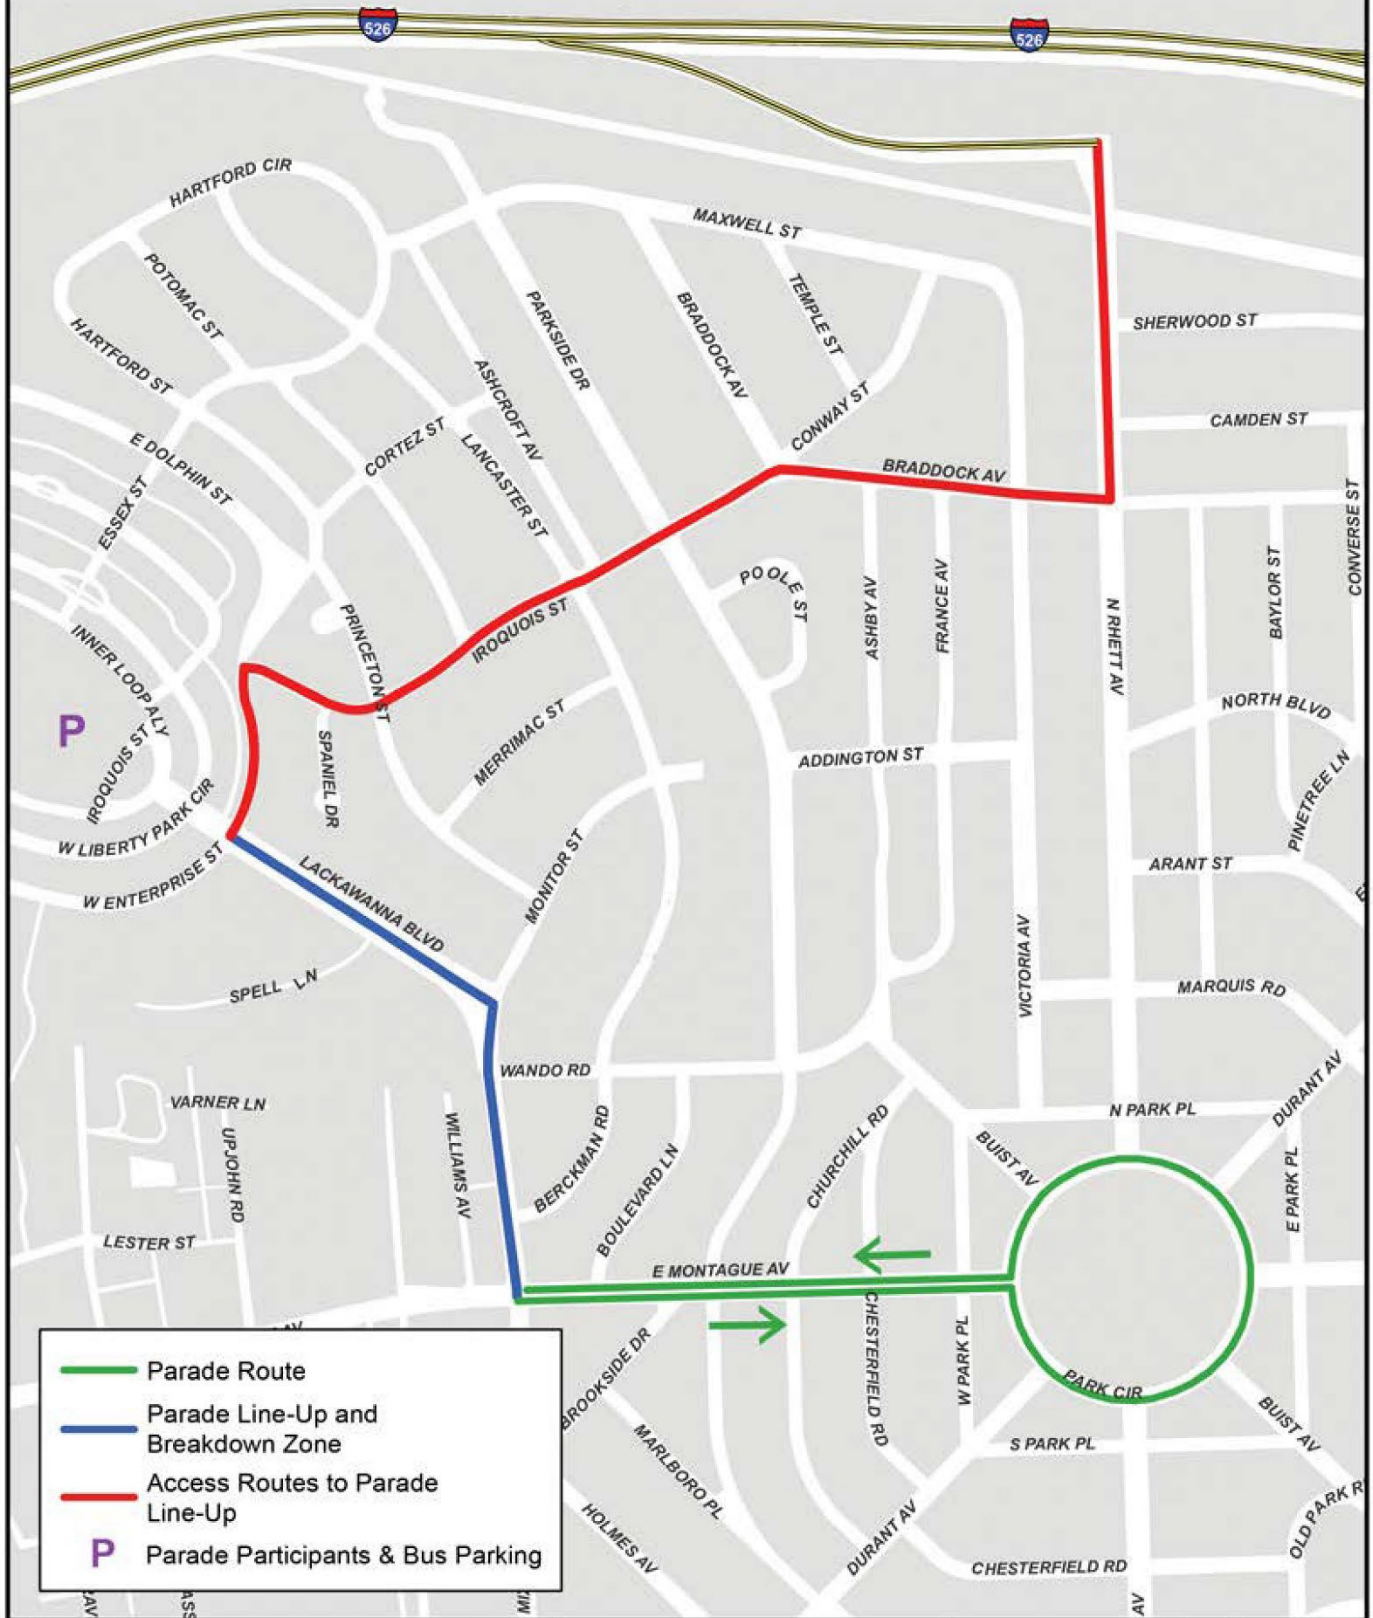 526
526
HARTFORD CIR
MAXWELL ST
POTOMAC ST
PARKSIDE DR
BRADDOCK AV
TEMPLE ST
SHERWOOD ST
HARTFORD ST
ASHCROFT AV
CONWAY ST
CAMDEN ST
E DOLPHIN ST
CORTEZ ST
LANCASTER ST
BRADDOCK AV
ESSEX ST
CONVERSE ST
POOLE ST
ASHBY AV
FRANCE AV
BAYLOR ST
INNER LOOP ALY
PRINCETON ST
IROQUOIS ST
N RHETT AV
P
IROQUOIS ST
SPANIEL DR
MERRIMAC ST
NORTH BLVD
ADDINGTON ST
PINETREE LN
W LIBERTY PARK CIR
W ENTERPRISE ST
LACKAWANNA BLVD
MONITOR ST
ARANT ST
E
VICTORIA AV
SPELL LN
MARQUIS RD
WANDO RD
DURANT AV
VARNER LN
N PARK PL
UPJOHN RD
WILLIAMS AV
BERCKMAN RD
BOULEVARD LN
CHURCHILL RD
BUIST AV
E PARK PL
LESTER ST
E MONTAGUE AV
AV
CHESTERFIELD RD
W PARK PL
BROOKSIDE DR
PARK CIR
MARLBORO PL
S PARK PL
BUIST AV
OLD PARK R
HOLMES AV
DURANT AV
CHESTERFIELD RD
AV
Parade Route
Parade Line-Up and
Breakdown Zone
Access Routes to Parade
Line-Up
P Parade Participants & Bus Parking